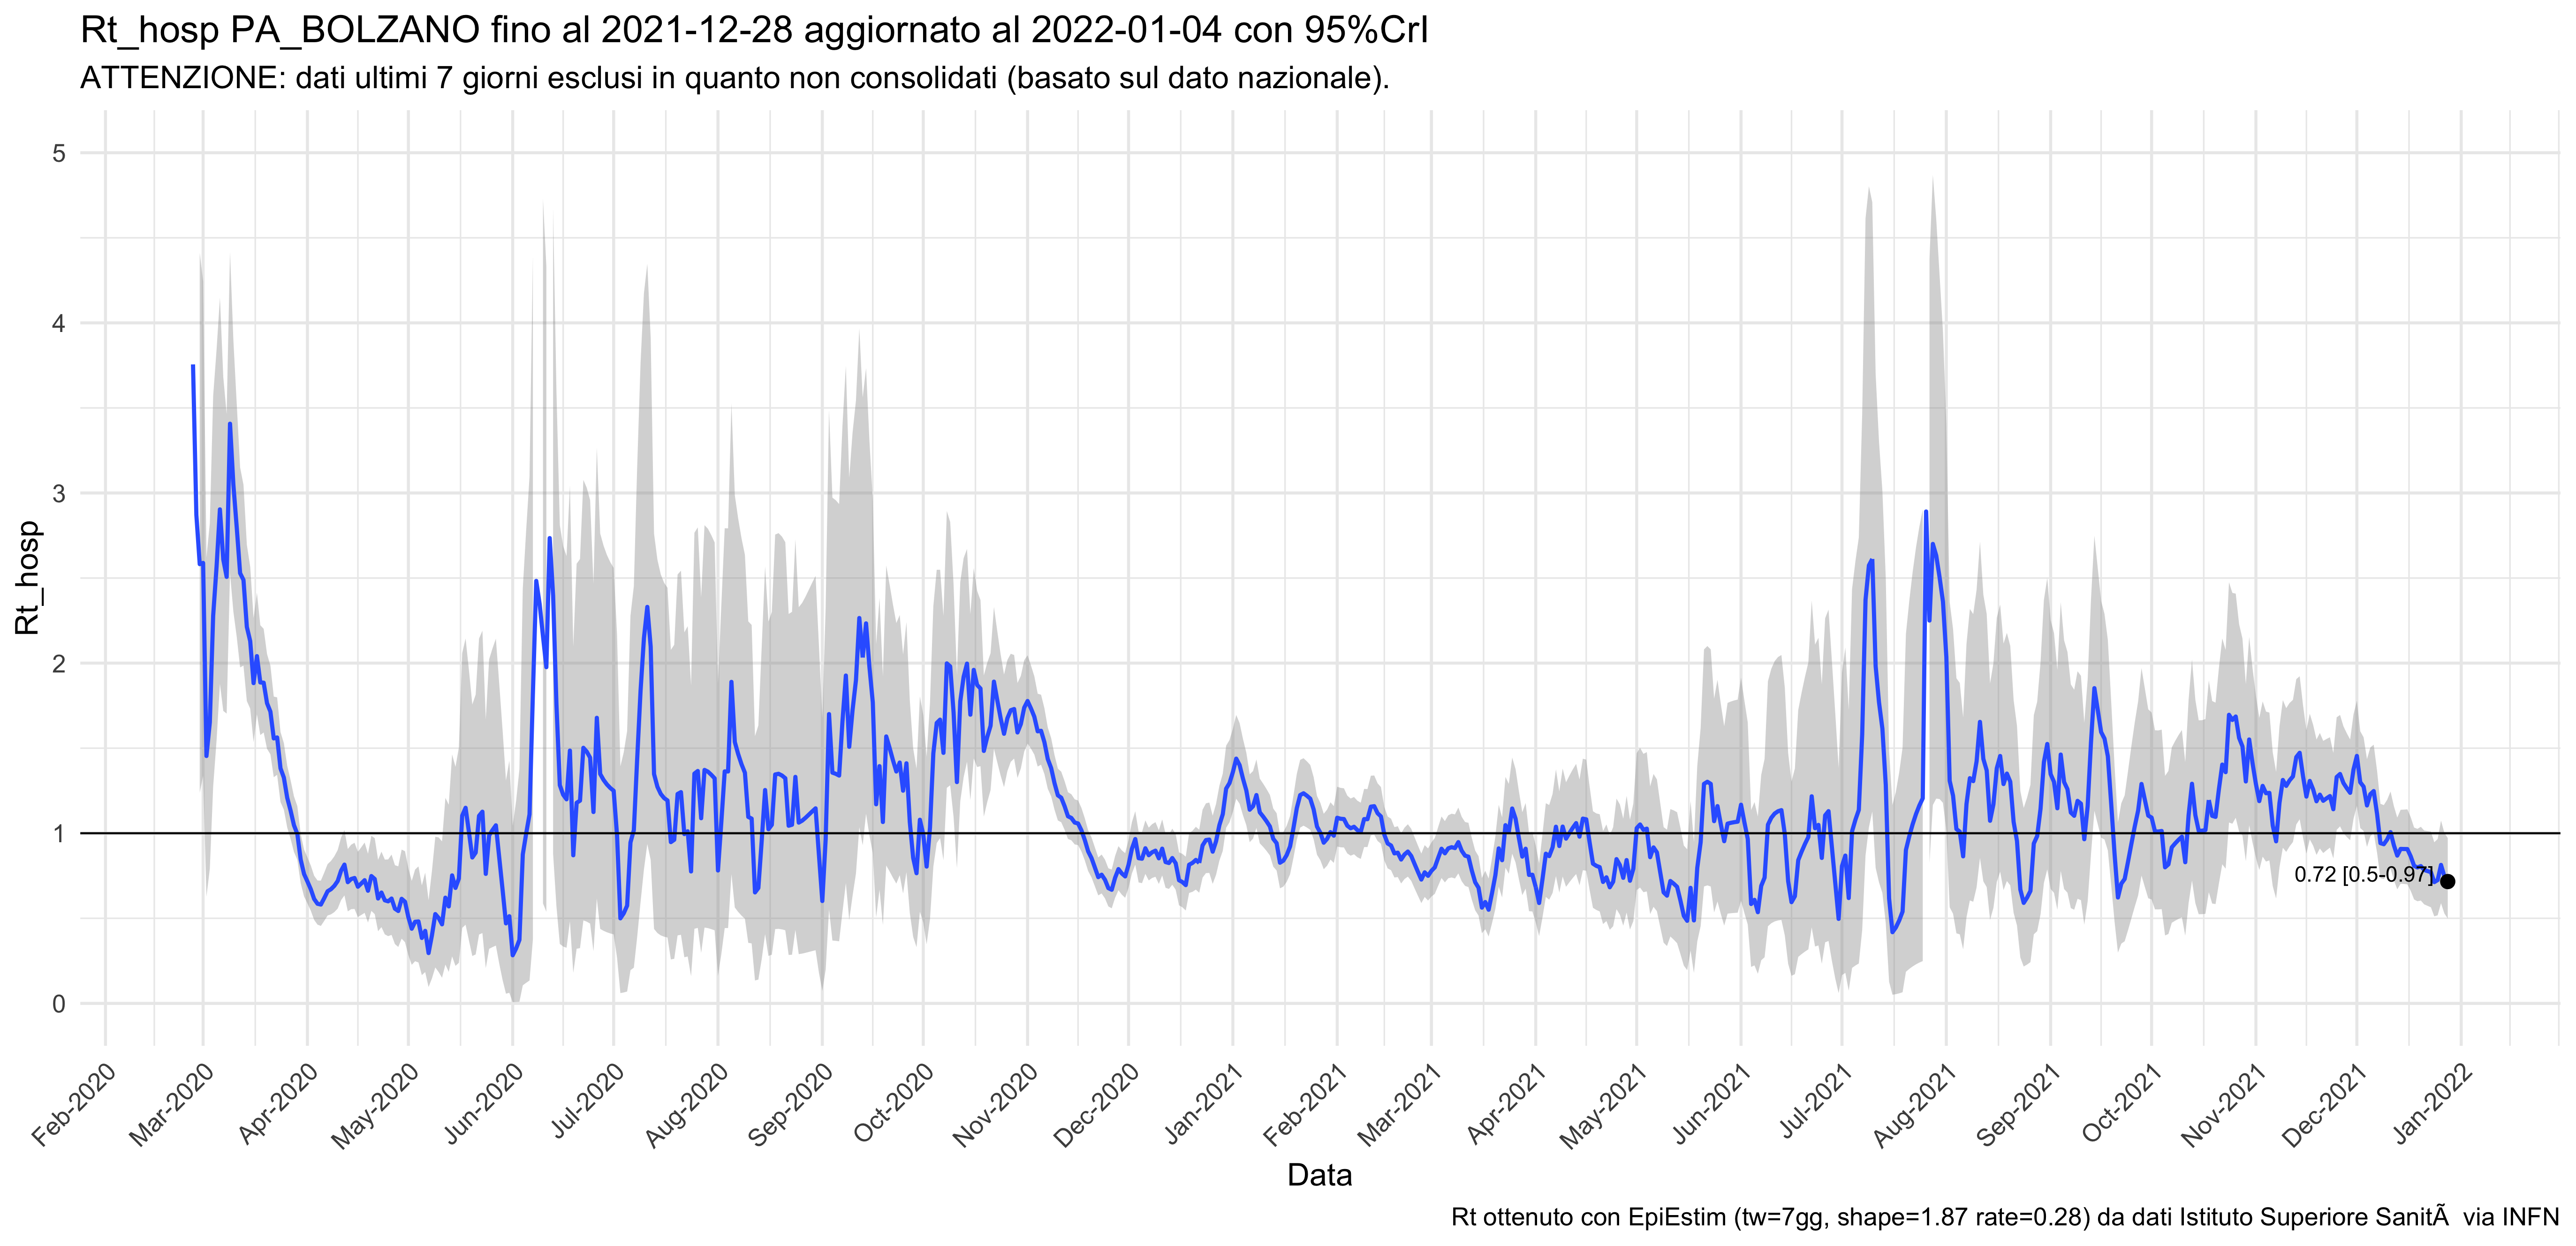 Rt_hosp PA_BOLZANO fino al 2021-12-28 aggiornato al 2022-01-04 con 95%CrI
ATTENZIONE: dati ultimi 7 giorni esclusi in quanto non consolidati (basato sul dato nazionale).
5
4
3
2
1
0
Rt_hosp
0.72 [0.5-0.97]
Feb-2020
Mar-2020
Apr-2020
May-2020
Jun-2020
Jul-2020
Aug-2020
Sep-2020
Oct-2020
Nov-2020
Dec-2020
Jan-2021
Feb-2021
Mar-2021
Apr-2021
May-2021
Jun-2021
Jul-2021
Aug-2021
Sep-2021
Oct-2021
Nov-2021
Dec-2021
Jan-2022
Data
Rt ottenuto con EpiEstim (tw=7gg, shape=1.87 rate=0.28) da dati Istituto Superiore SanitÃ  via INFN